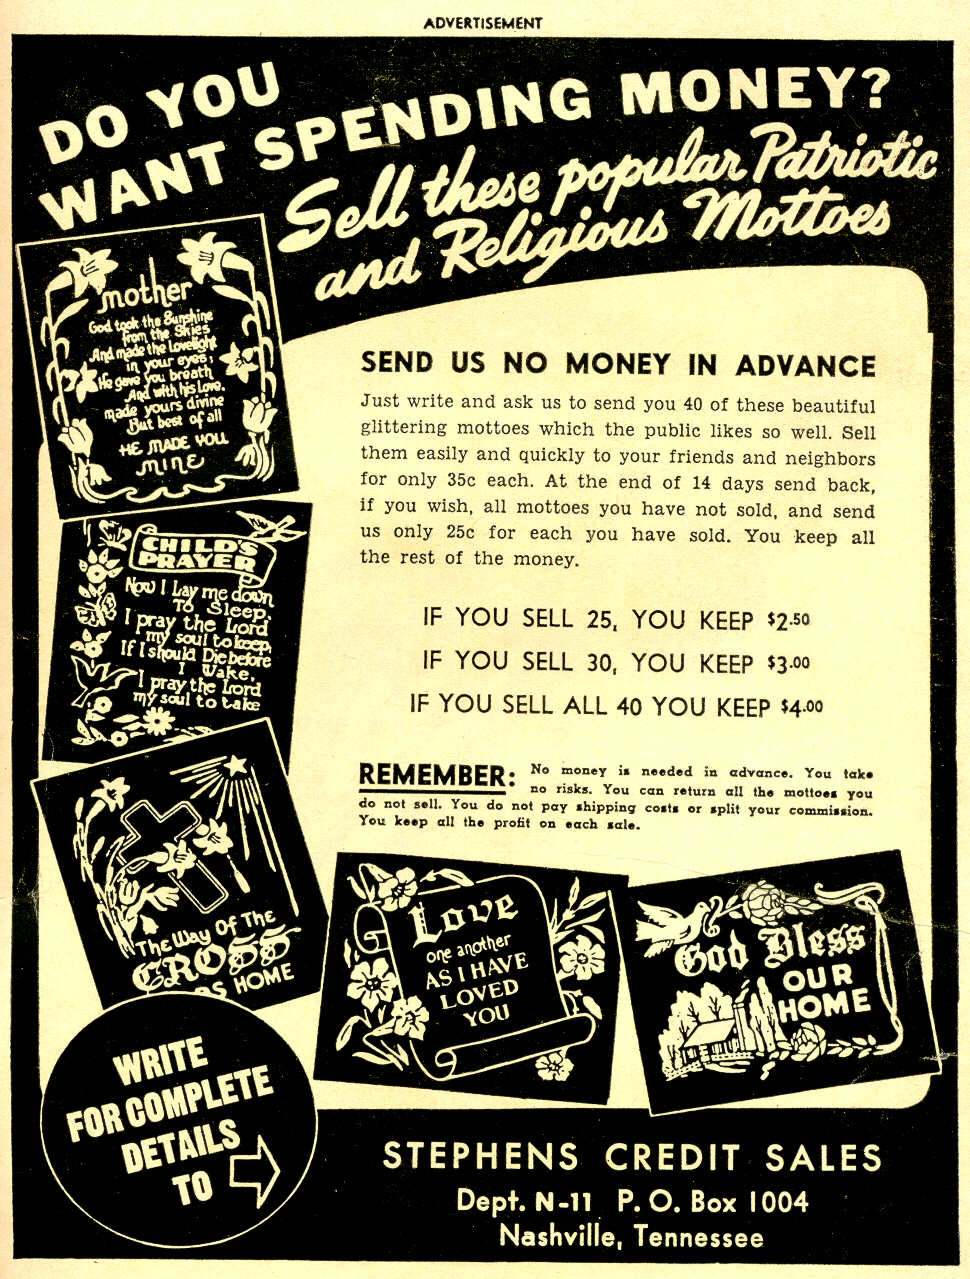 ADVERTISEMENT
DO YOU
WANT SPENDING MONEY?
Sell these popular Patriotic
and Religious Mottoes
mother
God took the Sunshine
from the Skies
And made the Lovelight
in your eyes;
He gave you breath
And with his Love.
made yours divine
But best of all
HE MADE YOU
MINE
CHILD'S
PRAYER
Now I Lay me down
To Sleep,
I pray the Lord
my soul to keep,
If I should Die before
I Wake,
I pray the Lord
my soul to take
The Way Of The
CROSS
HOME
SEND US NO MONEY IN ADVANCE
Just write and ask us to send you 40 of these beautiful
glittering mottoes which the public likes so well. Sell
them easily and quickly to your friends and neighbors
for only 35c each. At the end of 14 days send back,
if you wish, all mottoes you have not sold, and send
us only 25c for each you have sold. You keep all
the rest of the money.
IF YOU SELL 25, YOU KEEP $2.50
IF YOU SELL 30, YOU KEEP $3.00
IF YOU SELL ALL 40 YOU KEEP $4.00
REMEMBER: No money is needed in advance. You take
no risks. You can return all the mottoes you
do not sell. You do not pay shipping costs or split your commission.
You keep all the profit on each sale.
Love
one another
AS I HAVE
LOVED
YOU
God Bless
OUR
HOME
WRITE
FOR COMPLETE
DETAILS
TO
STEPHENS CREDIT SALES
Dept. N-11 P. O. Box 1004
Nashville, Tennessee